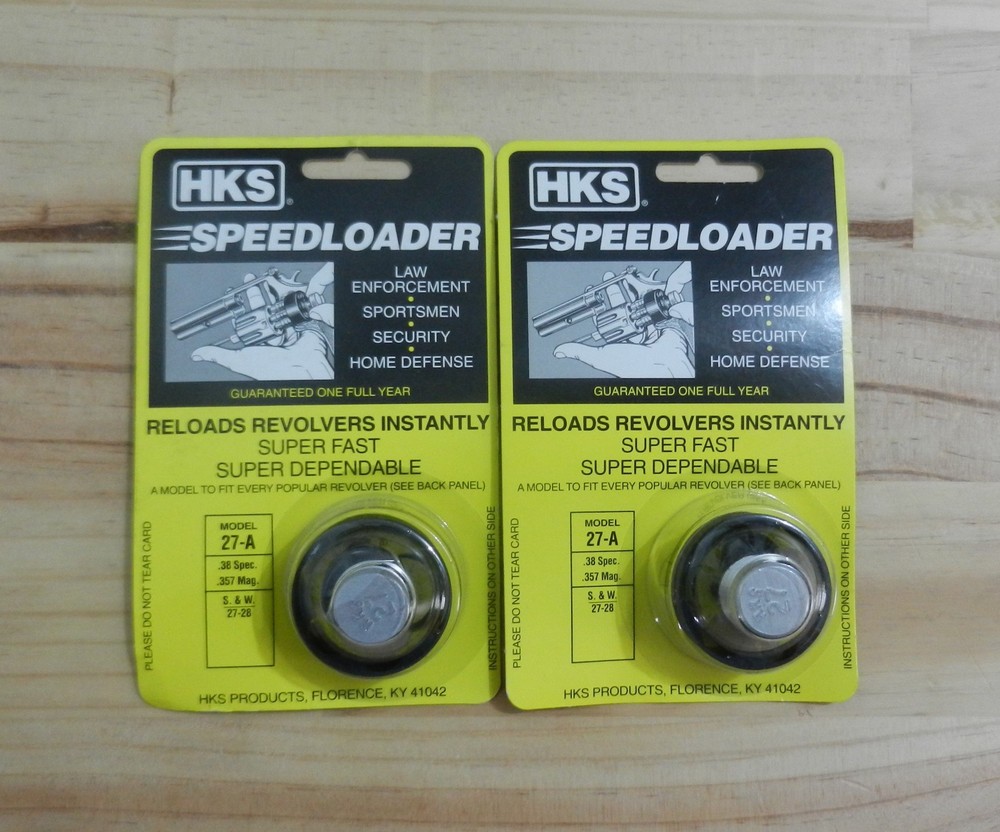 HKS®
SPEEDLOADER
LAW
ENFORCEMENT
•
SPORTSMEN
•
SECURITY
•
HOME DEFENSE
GUARANTEED ONE FULL YEAR
RELOADS REVOLVERS INSTANTLY
SUPER FAST
SUPER DEPENDABLE
A MODEL TO FIT EVERY POPULAR REVOLVER (SEE BACK PANEL)
PLEASE DO NOT TEAR CARD
MODEL
27-A
.38 Spec.
.357 Mag.
S. & W.
27-28
INSTRUCTIONS ON OTHER SIDE
HKS PRODUCTS, FLORENCE, KY 41042
HKS®
SPEEDLOADER
LAW
ENFORCEMENT
•
SPORTSMEN
•
SECURITY
•
HOME DEFENSE
GUARANTEED ONE FULL YEAR
RELOADS REVOLVERS INSTANTLY
SUPER FAST
SUPER DEPENDABLE
A MODEL TO FIT EVERY POPULAR REVOLVER (SEE BACK PANEL)
PLEASE DO NOT TEAR CARD
MODEL
27-A
.38 Spec.
.357 Mag.
S. & W.
27-28
INSTRUCTIONS ON OTHER SIDE
HKS PRODUCTS, FLORENCE, KY 41042